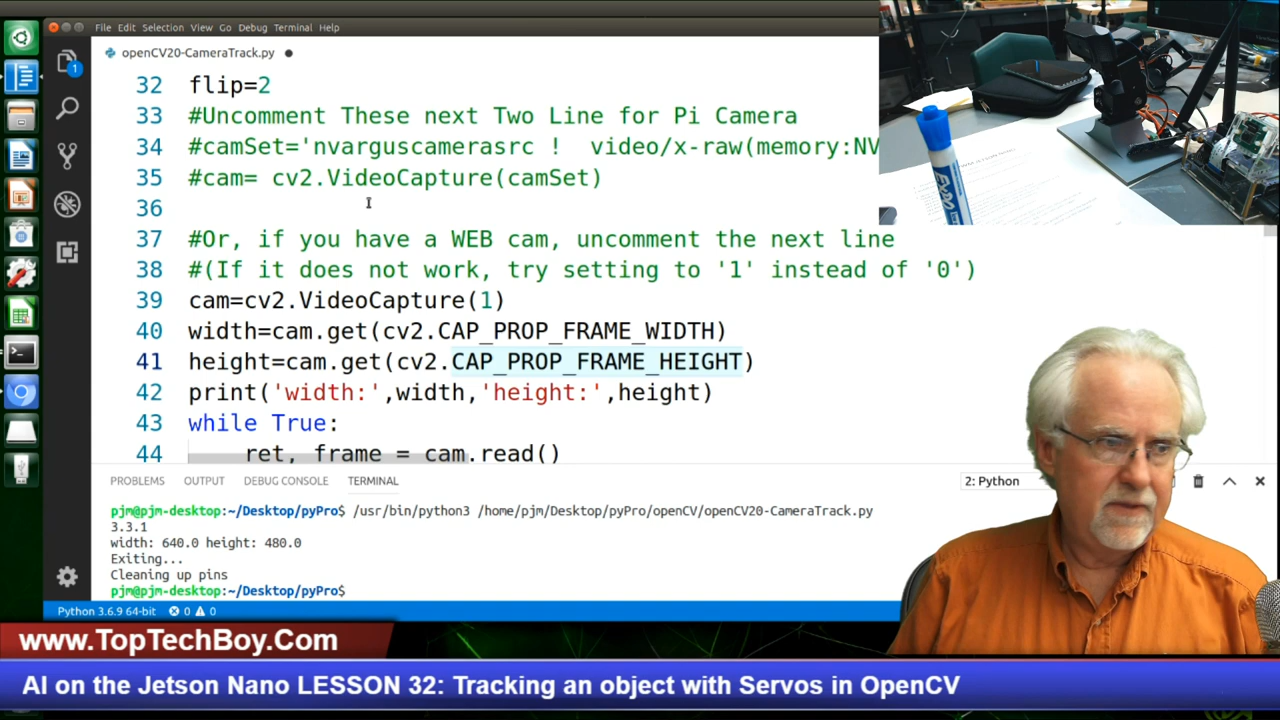 File Edit Selection View Go Debug Terminal Help
openCV20-CameraTrack.py
1
32 flip=2
33 #Uncomment These next Two Line for Pi Camera
34 #camSet='nvarguscamerasrc ! video/x-raw(memory:NV
35 #cam= cv2.VideoCapture(camSet)
36
37 #Or, if you have a WEB cam, uncomment the next line
38 #(If it does not work, try setting to '1' instead of '0')
39 cam=cv2.VideoCapture(1)
40 width=cam.get(cv2.CAP_PROP_FRAME_WIDTH)
41 height=cam.get(cv2.CAP_PROP_FRAME_HEIGHT)
42 print('width:',width,'height:',height)
43 while True:
44 ret, frame = cam.read()
PROBLEMS OUTPUT DEBUG CONSOLE TERMINAL 2: Python
pjm@pjm-desktop:~/Desktop/pyPro$ /usr/bin/python3 /home/pjm/Desktop/pyPro/openCV/openCV20-CameraTrack.py
3.3.1
width: 640.0 height: 480.0
Exiting...
Cleaning up pins
pjm@pjm-desktop:~/Desktop/pyPro$
Python 3.6.9 64-bit 0 0
www.TopTechBoy.Com
AI on the Jetson Nano LESSON 32: Tracking an object with Servos in OpenCV
EXPO